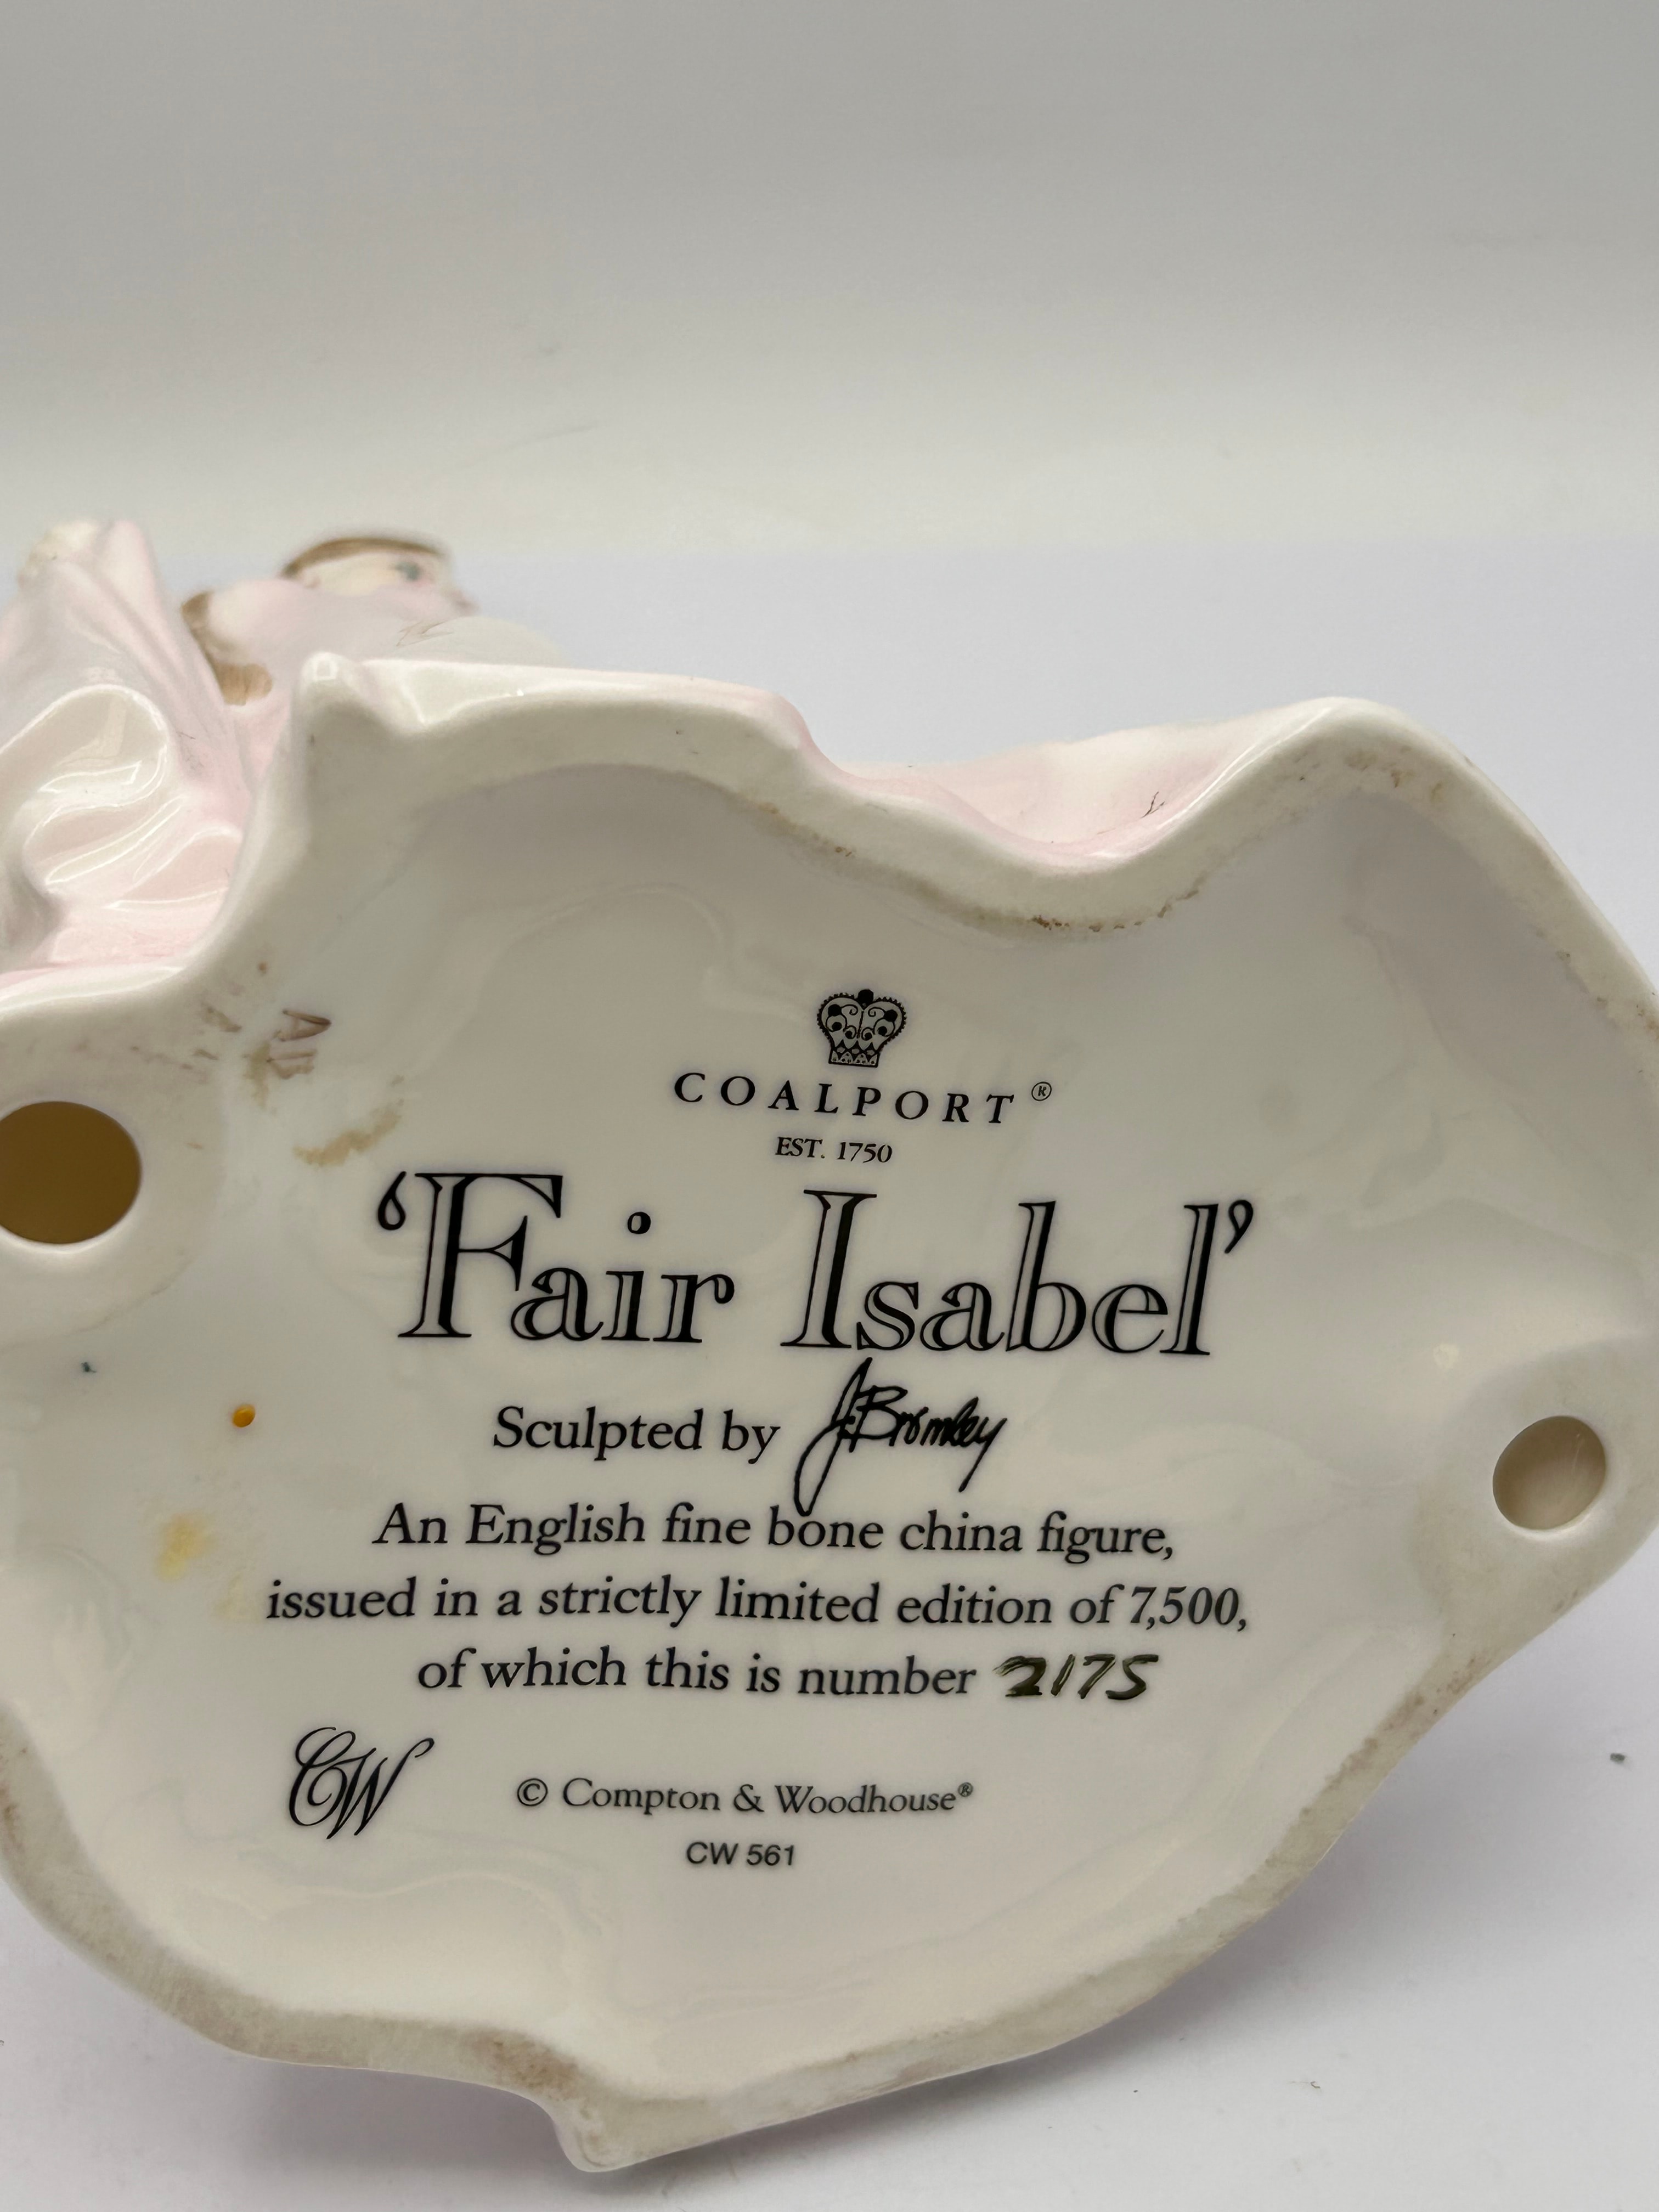 COALPORT®
EST. 1750
‘Fair Isabel’
Sculpted by J. Bromley
An English fine bone china figure,
issued in a strictly limited edition of 7,500,
of which this is number 2175
CW © Compton & Woodhouse®
CW 561